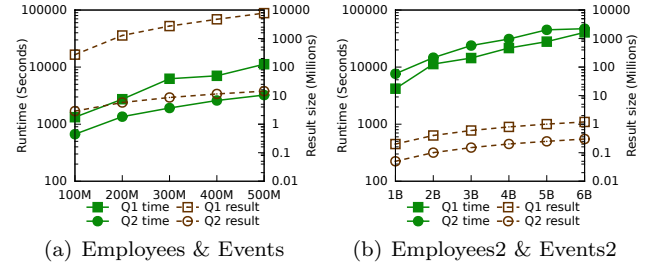 100000
10000
1000
100
Runtime (Seconds)
10000
1000
100
10
1
0.1
0.01
Result size (Millions)
100M 200M 300M 400M 500M
Q1 time Q1 result
Q2 time Q2 result
(a) Employees & Events
100000
10000
1000
100
Runtime (Seconds)
10000
1000
100
10
1
0.1
0.01
Result size (Millions)
1B 2B 3B 4B 5B 6B
Q1 time Q1 result
Q2 time Q2 result
(b) Employees2 & Events2